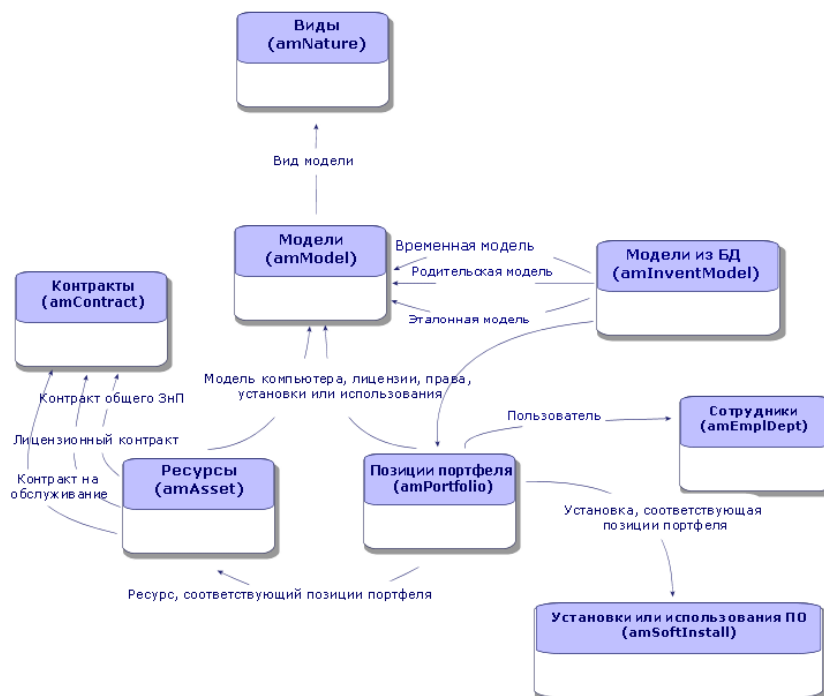 Виды
(amNature)
Вид модели
Модели
(amModel)
Временная модель
Родительская модель
Эталонная модель
Модели из БД
(amInventModel)
Контракты
(amContract)
Модель компьютера, лицензии, права,
установки или использования
Контракт общего ЗнП
Лицензионный контракт
Контракт на
обслуживание
Ресурсы
(amAsset)
Позиции портфеля
(amPortfolio)
Пользователь
Сотрудники
(amEmplDept)
Установка, соответствующая
позиции портфеля
Ресурс, соответствующий позиции портфеля
Установки или использования ПО
(amSoftInstall)